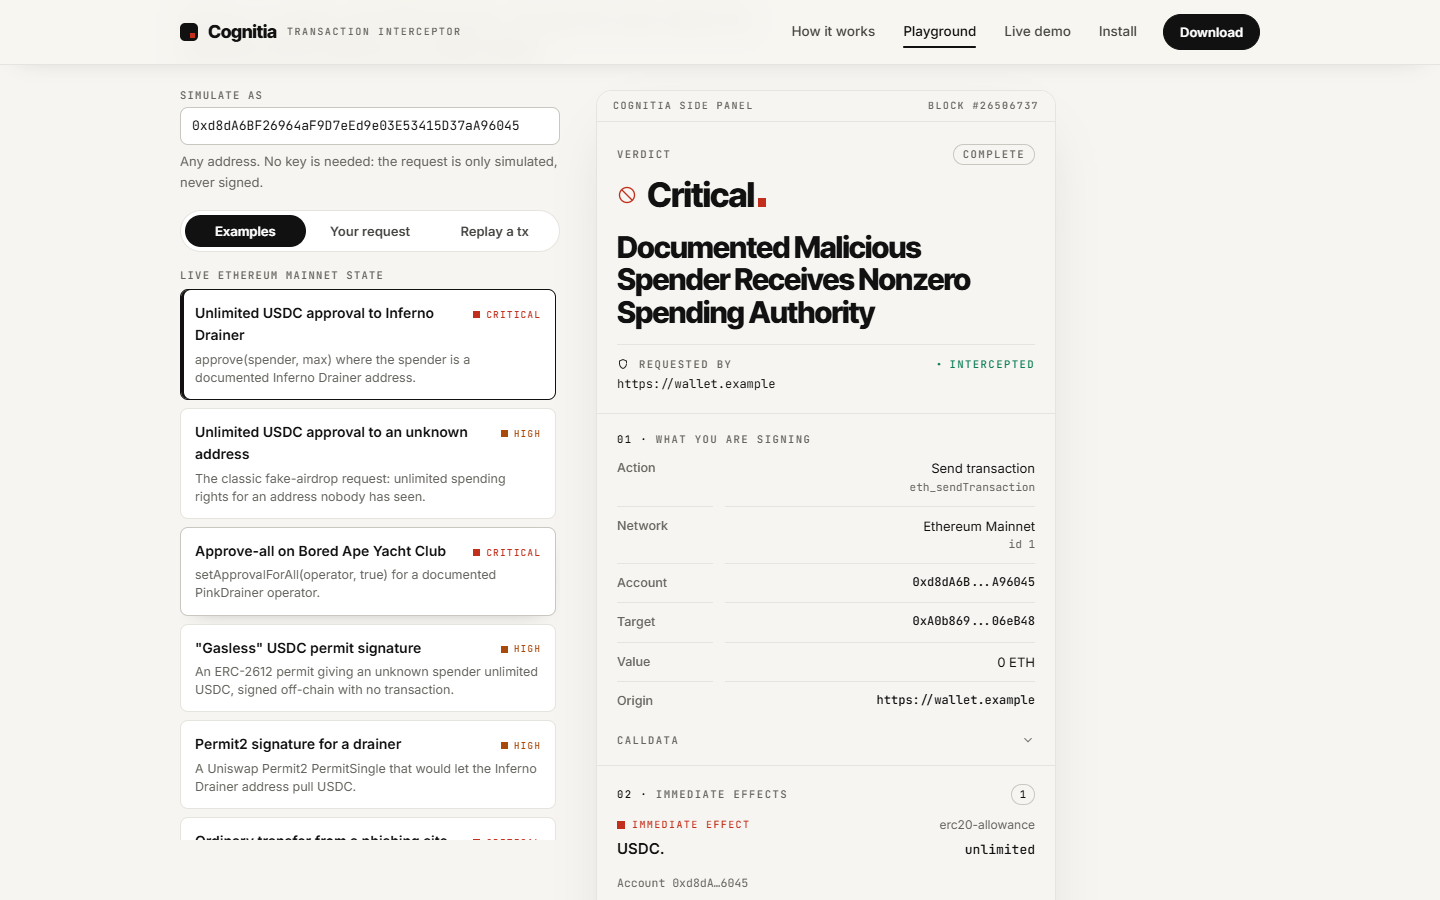 Cognitia TRANSACTION INTERCEPTOR How it works Playground Live demo Install Download
SIMULATE AS
0xd8dA6BF26964aF9D7eEd9e03E53415D37aA96045
Any address. No key is needed: the request is only simulated,
never signed.
Examples Your request Replay a tx
LIVE ETHEREUM MAINNET STATE
Unlimited USDC approval to Inferno
Drainer
CRITICAL
approve(spender, max) where the spender is a
documented Inferno Drainer address.
Unlimited USDC approval to an unknown
address
HIGH
The classic fake-airdrop request: unlimited spending
rights for an address nobody has seen.
Approve-all on Bored Ape Yacht Club
CRITICAL
setApprovalForAll(operator, true) for a documented
PinkDrainer operator.
"Gasless" USDC permit signature
HIGH
An ERC-2612 permit giving an unknown spender unlimited
USDC, signed off-chain with no transaction.
Permit2 signature for a drainer
HIGH
A Uniswap Permit2 PermitSingle that would let the Inferno
Drainer address pull USDC.
Ordinary transfer from a phishing site
COGNITIA SIDE PANEL BLOCK #26506737
VERDICT COMPLETE
Critical
Documented Malicious
Spender Receives Nonzero
Spending Authority
REQUESTED BY • INTERCEPTED
https://wallet.example
01 · WHAT YOU ARE SIGNING
Action Send transaction
eth_sendTransaction
Network Ethereum Mainnet
id 1
Account 0xd8dA6B...A96045
Target 0xA0b869...06eB48
Value 0 ETH
Origin https://wallet.example
CALLDATA
02 · IMMEDIATE EFFECTS 1
IMMEDIATE EFFECT erc20-allowance
USDC. unlimited
Account 0xd8dA…6045